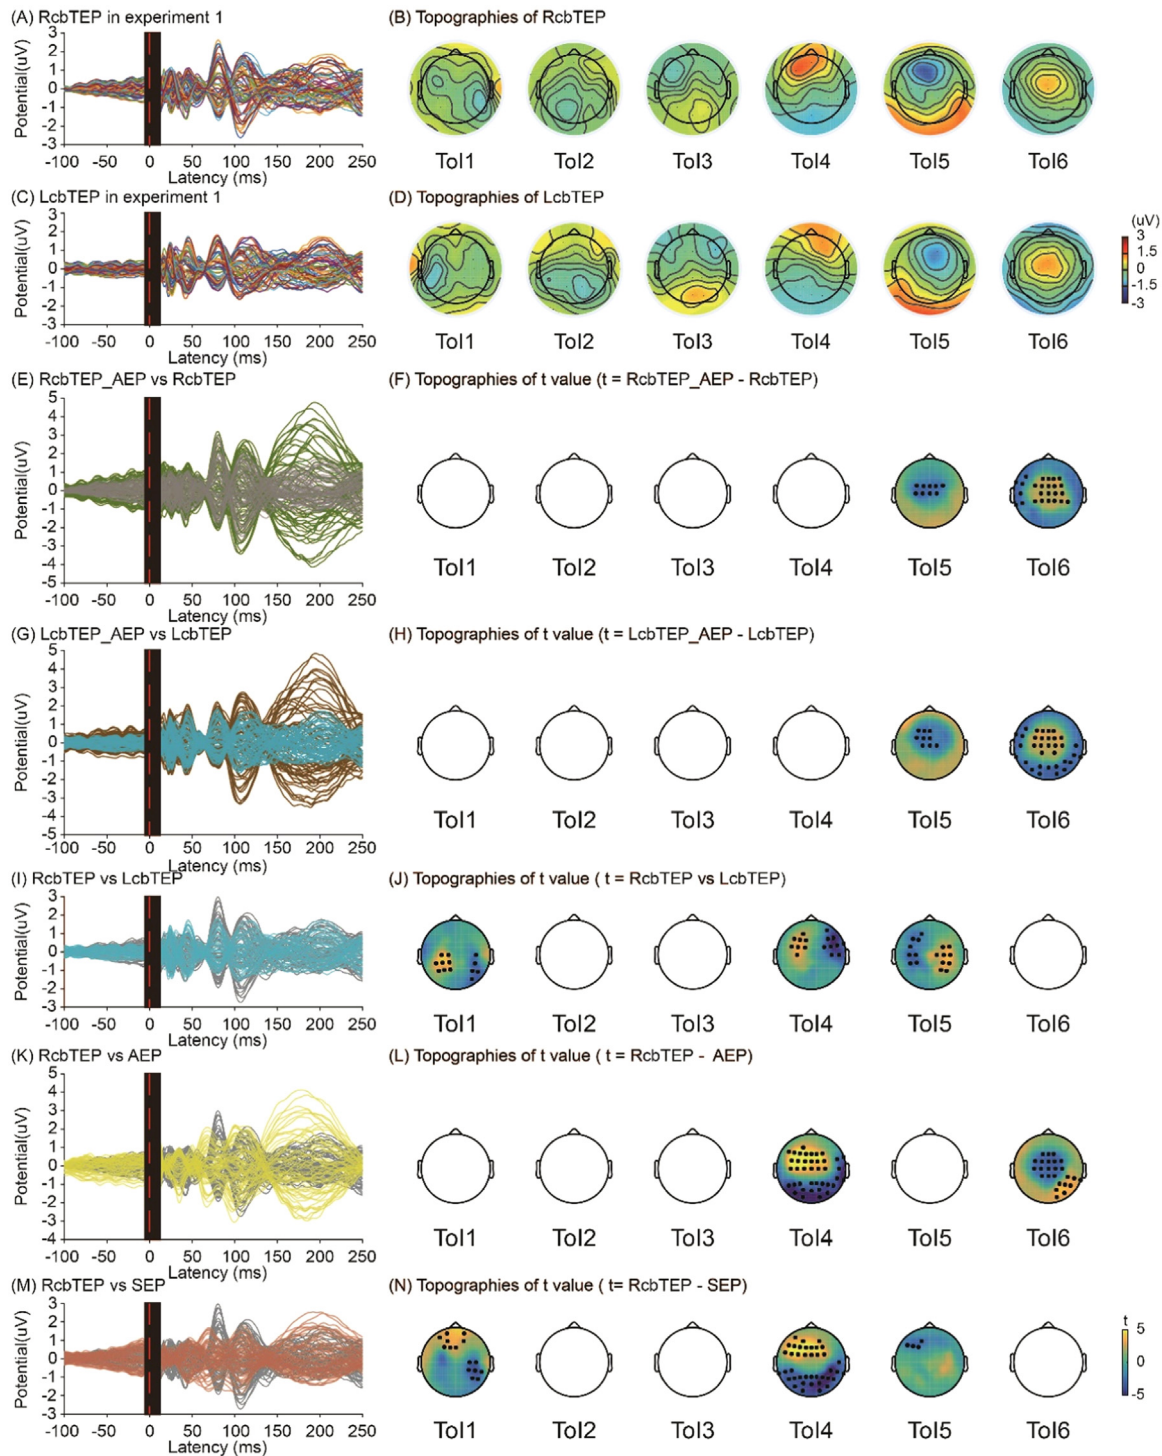 (A) RcbTEP in experiment 1
(B) Topographies of RcbTEP
3
2
1
0
-1
-2
-3
Potential(uV)
-100 -50 0 50 100 150 200 250
Latency (ms)
ToI1 ToI2 ToI3 ToI4 ToI5 ToI6
(C) LcbTEP in experiment 1
(D) Topographies of LcbTEP
3
2
1
0
-1
-2
-3
Potential(uV)
-100 -50 0 50 100 150 200 250
Latency (ms)
ToI1 ToI2 ToI3 ToI4 ToI5 ToI6
(uV)
3
1.5
0
-1.5
-3
(E) RcbTEP_AEP vs RcbTEP
(F) Topographies of t value (t = RcbTEP_AEP - RcbTEP)
5
4
3
2
1
0
-1
-2
-3
-4
-5
Potential(uV)
-100 -50 0 50 100 150 200 250
Latency (ms)
ToI1 ToI2 ToI3 ToI4 ToI5 ToI6
(G) LcbTEP_AEP vs LcbTEP
(H) Topographies of t value (t = LcbTEP_AEP - LcbTEP)
5
4
3
2
1
0
-1
-2
-3
-4
-5
Potential(uV)
-100 -50 0 50 100 150 200 250
Latency (ms)
ToI1 ToI2 ToI3 ToI4 ToI5 ToI6
(I) RcbTEP vs LcbTEP
(J) Topographies of t value ( t = RcbTEP vs LcbTEP)
3
2
1
0
-1
-2
-3
Potential(uV)
-100 -50 0 50 100 150 200 250
Latency (ms)
ToI1 ToI2 ToI3 ToI4 ToI5 ToI6
(K) RcbTEP vs AEP
(L) Topographies of t value ( t = RcbTEP - AEP)
5
4
3
2
1
0
-1
-2
-3
-4
Potential(uV)
-100 -50 0 50 100 150 200 250
Latency (ms)
ToI1 ToI2 ToI3 ToI4 ToI5 ToI6
(M) RcbTEP vs SEP
(N) Topographies of t value ( t= RcbTEP - SEP)
3
2
1
0
-1
-2
-3
Potential(uV)
-100 -50 0 50 100 150 200 250
Latency (ms)
ToI1 ToI2 ToI3 ToI4 ToI5 ToI6
t
5
0
-5